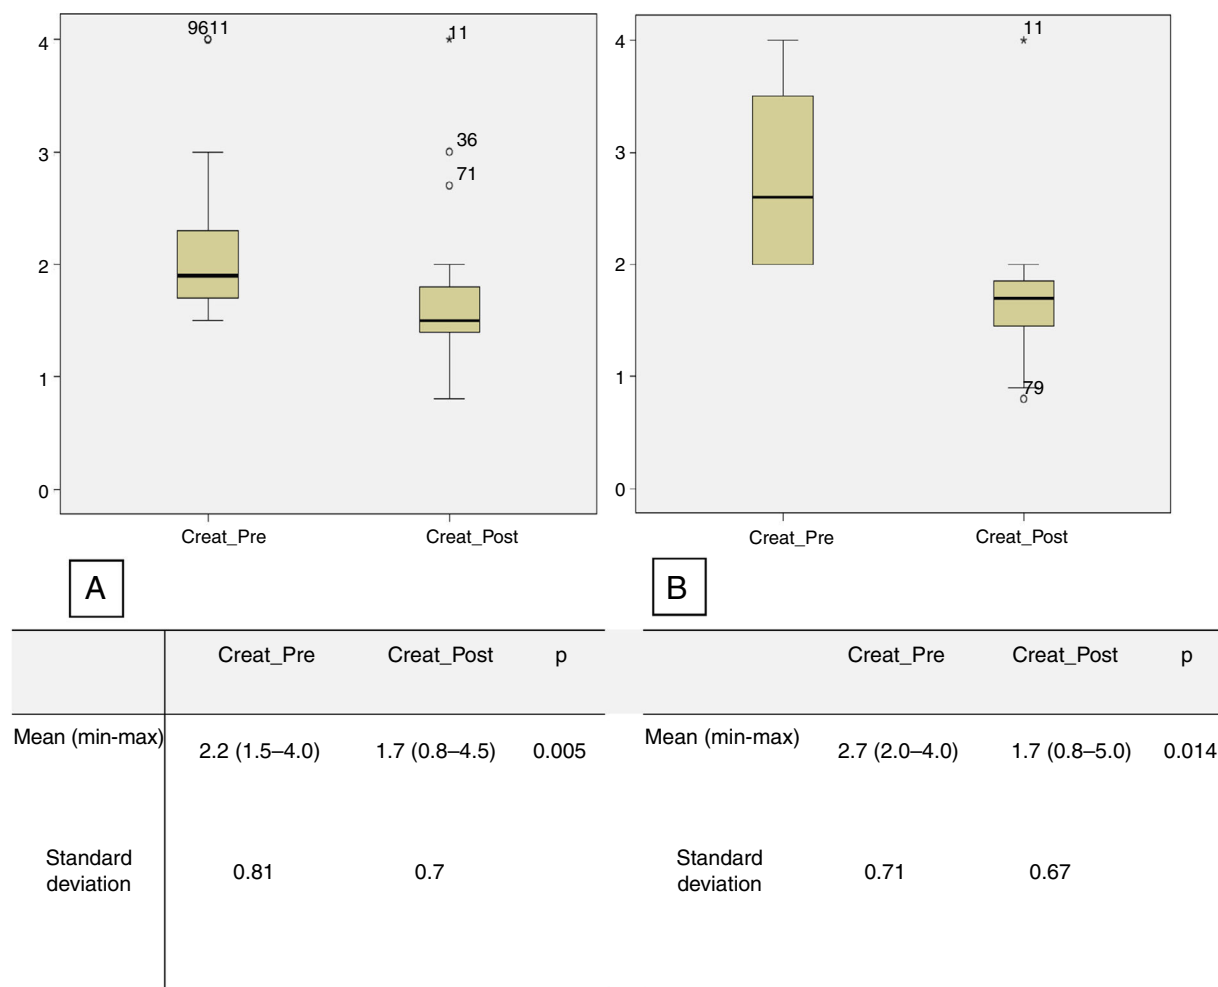 4
3
2
1
0
9611
11
36
71
Creat_Pre
Creat_Post
A
4
3
2
1
0
11
79
Creat_Pre
Creat_Post
B
Creat_Pre Creat_Post p
Mean (min-max) 2.2 (1.5–4.0) 1.7 (0.8–4.5) 0.005
Standard
deviation
0.81 0.7
Creat_Pre Creat_Post p
Mean (min-max) 2.7 (2.0–4.0) 1.7 (0.8–5.0) 0.014
Standard
deviation
0.71 0.67